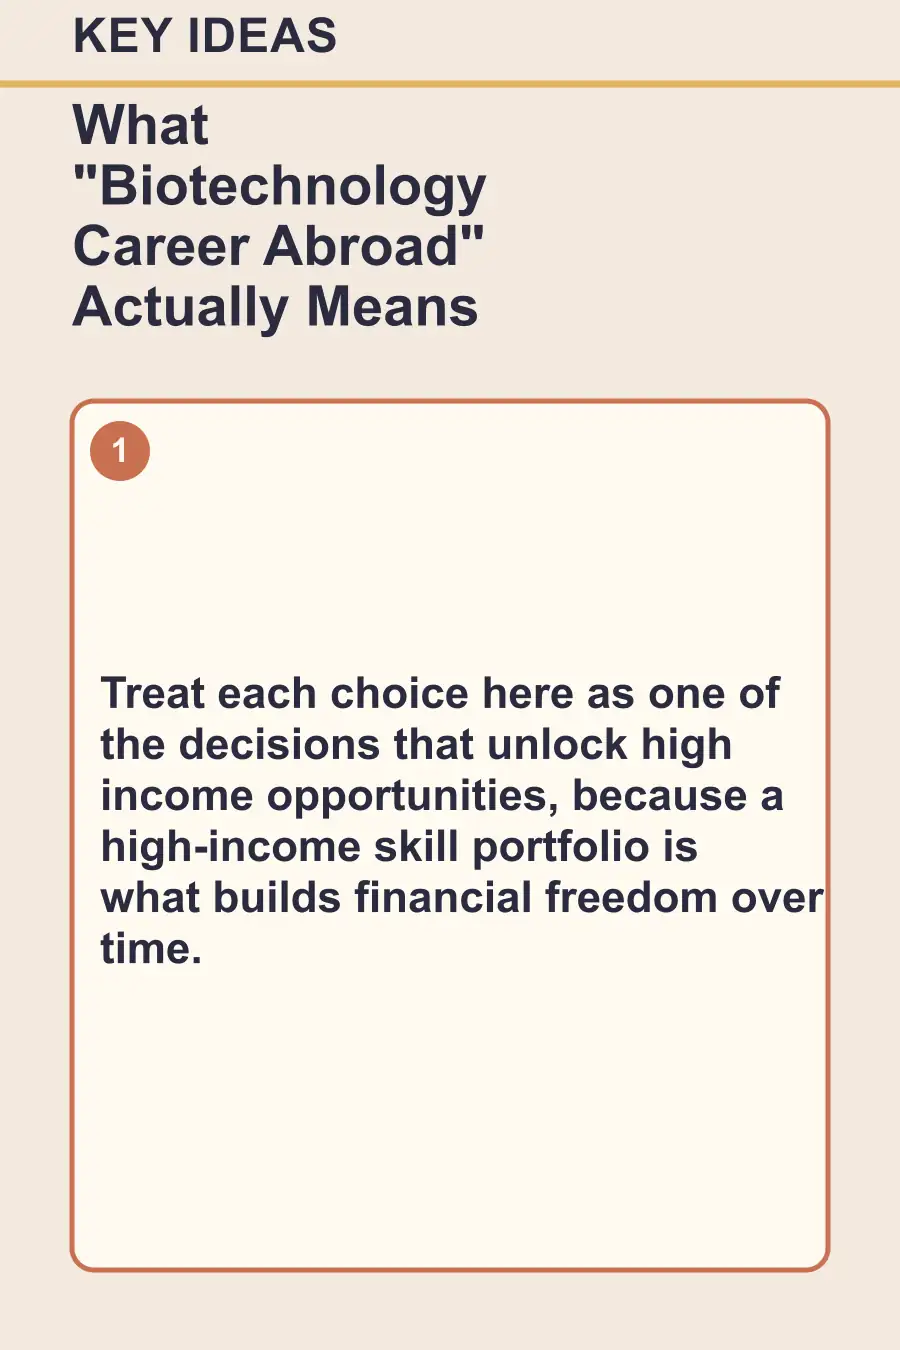 KEY IDEAS
What
"Biotechnology
Career Abroad"
Actually Means
1
Treat each choice here as one of
the decisions that unlock high
income opportunities, because a
high-income skill portfolio is
what builds financial freedom over
time.